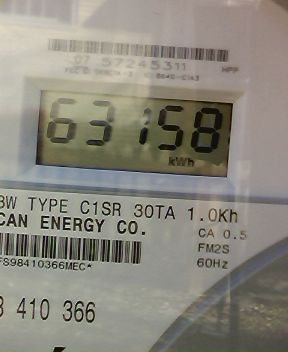 07 57245311 HPP
63158
kWh
3W TYPE C1SR 30TA 1.0Kh
CAN ENERGY CO.
CA 0.5
FM2S
60Hz
FS98410366MEC*
3 410 366